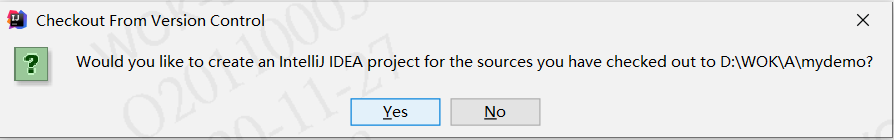 Checkout From Version Control
Would you like to create an IntelliJ IDEA project for the sources you have checked out to D:\WOK\A\mydemo?
Yes
No